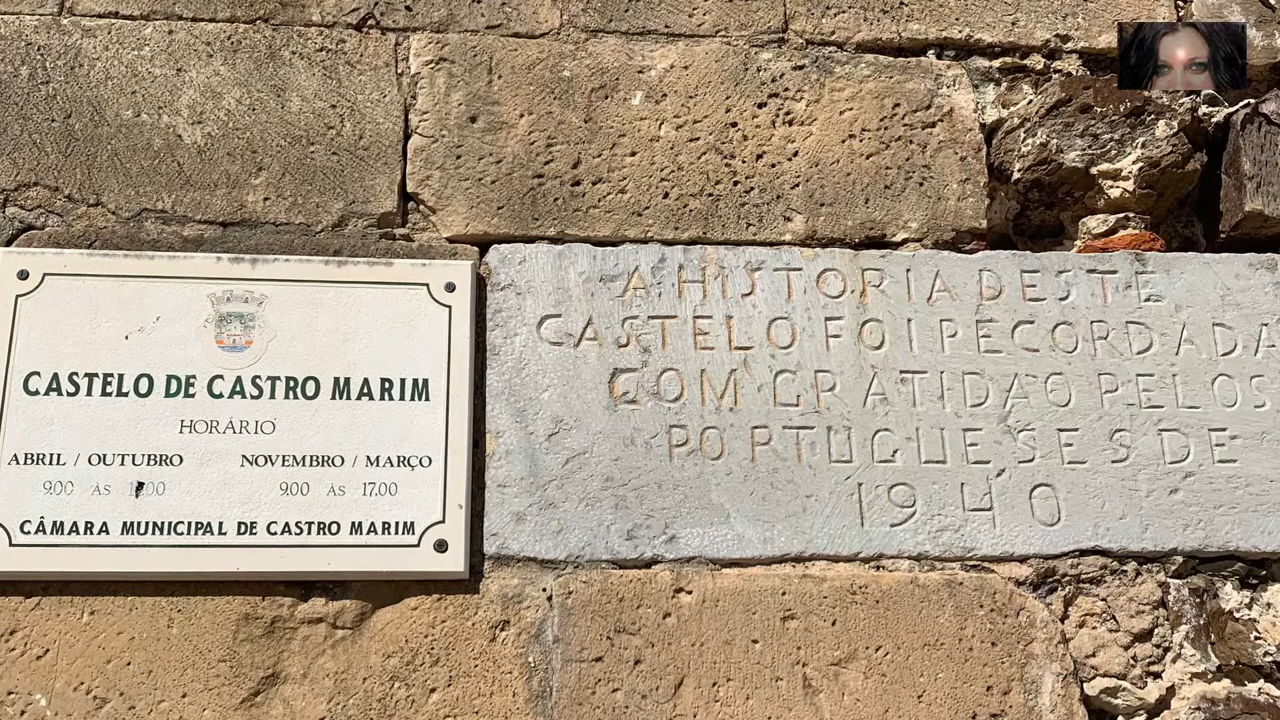 CASTELO DE CASTRO MARIM
HORÁRIO
ABRIL / OUTUBRO NOVEMBRO / MARÇO
9.00 ÀS 9.00 ÀS 17.00
CÂMARA MUNICIPAL DE CASTRO MARIM
A HISTORIA DESTE
CASTELO FOI RECORDADA
COM GRATIDÃO PELOS
PORTUGUESES DE
1940